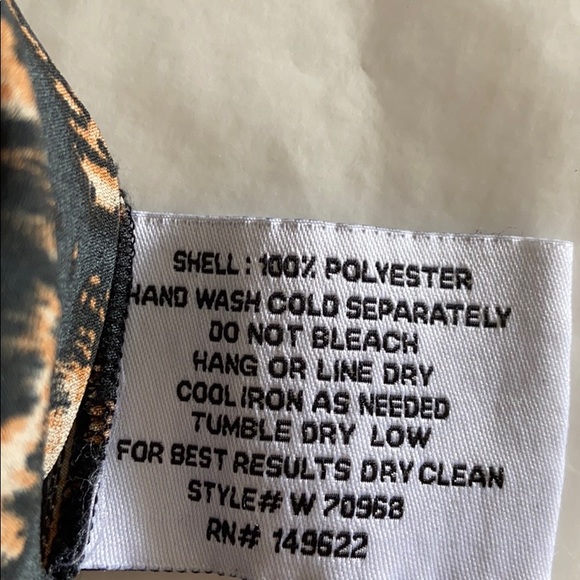 SHELL: 100% POLYESTER
HAND WASH COLD SEPARATELY
DO NOT BLEACH
HANG OR LINE DRY
COOL IRON AS NEEDED
TUMBLE DRY LOW
FOR BEST RESULTS DRY CLEAN
STYLE# W 70968
RN# 149622